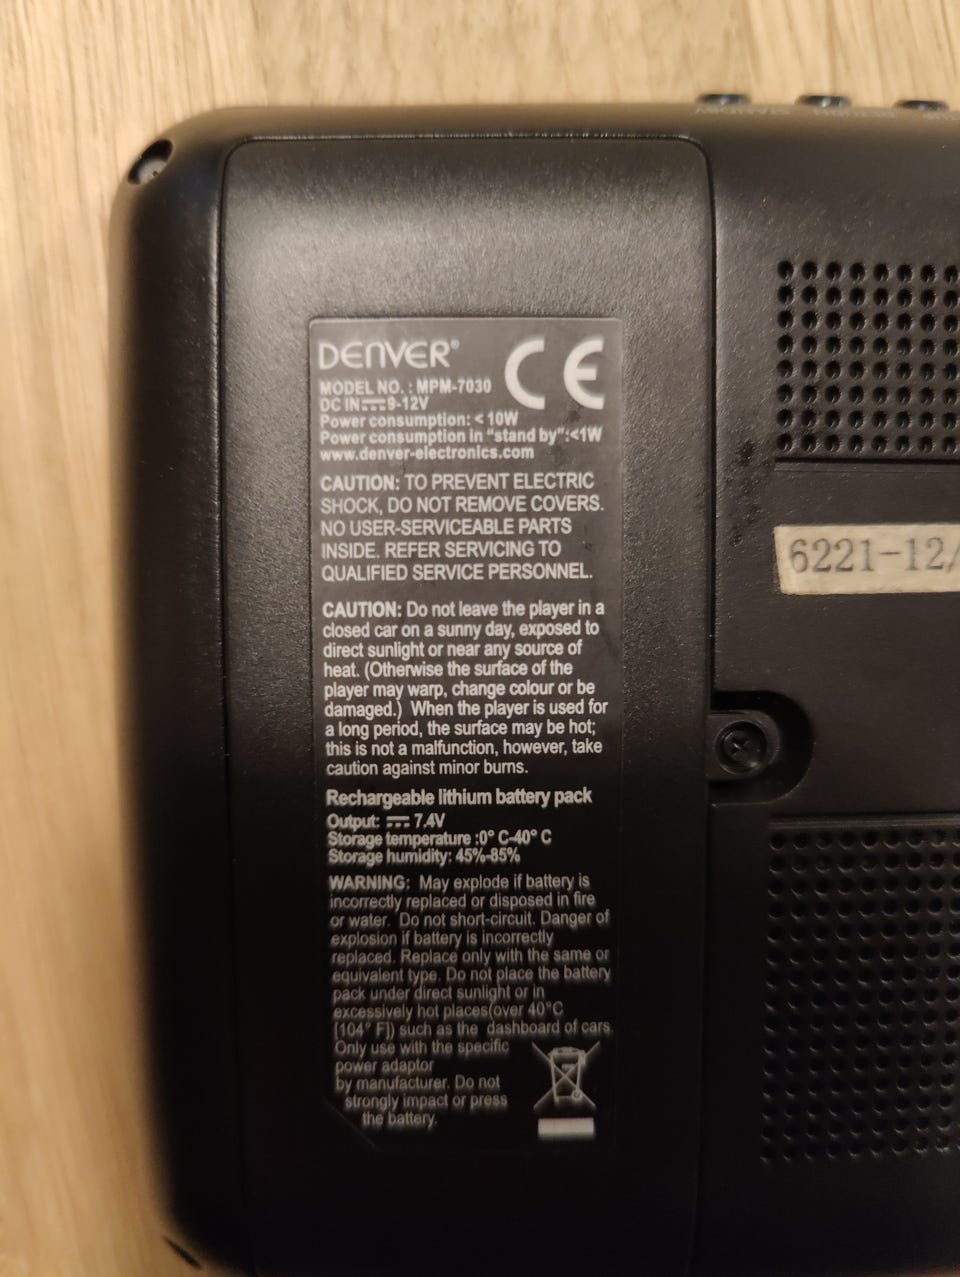 DENVER®
CE
MODEL NO. : MPM-7030
DC IN 9-12V
Power consumption: < 10W
Power consumption in "stand by":<1W
www.denver-electronics.com
CAUTION: TO PREVENT ELECTRIC
SHOCK, DO NOT REMOVE COVERS.
NO USER-SERVICEABLE PARTS
INSIDE. REFER SERVICING TO
QUALIFIED SERVICE PERSONNEL.
CAUTION: Do not leave the player in a
closed car on a sunny day, exposed to
direct sunlight or near any source of
heat. (Otherwise the surface of the
player may warp, change colour or be
damaged.) When the player is used for
a long period, the surface may be hot;
this is not a malfunction, however, take
caution against minor burns.
Rechargeable lithium battery pack
Output: 7.4V
Storage temperature :0° C-40° C
Storage humidity: 45%-85%
WARNING: May explode if battery is
incorrectly replaced or disposed in fire
or water. Do not short-circuit. Danger of
explosion if battery is incorrectly
replaced. Replace only with the same or
equivalent type. Do not place the battery
pack under direct sunlight or in
excessively hot places(over 40°C
[104° F]) such as the dashboard of cars.
Only use with the specific
power adaptor
by manufacturer. Do not
strongly impact or press
the battery.
6221-12/
STANDBY
RETURN